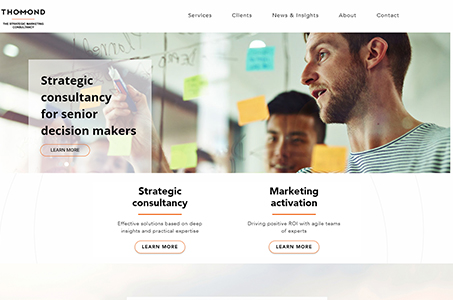 THOMOND
THE STRATEGIC MARKETING
CONSULTANCY
Services Clients News & Insights About Contact
Strategic
consultancy
for senior
decision makers
LEARN MORE
Strategic
consultancy
Effective solutions based on deep
insights and practical expertise
LEARN MORE
Marketing
activation
Driving positive ROI with agile teams
of experts
LEARN MORE